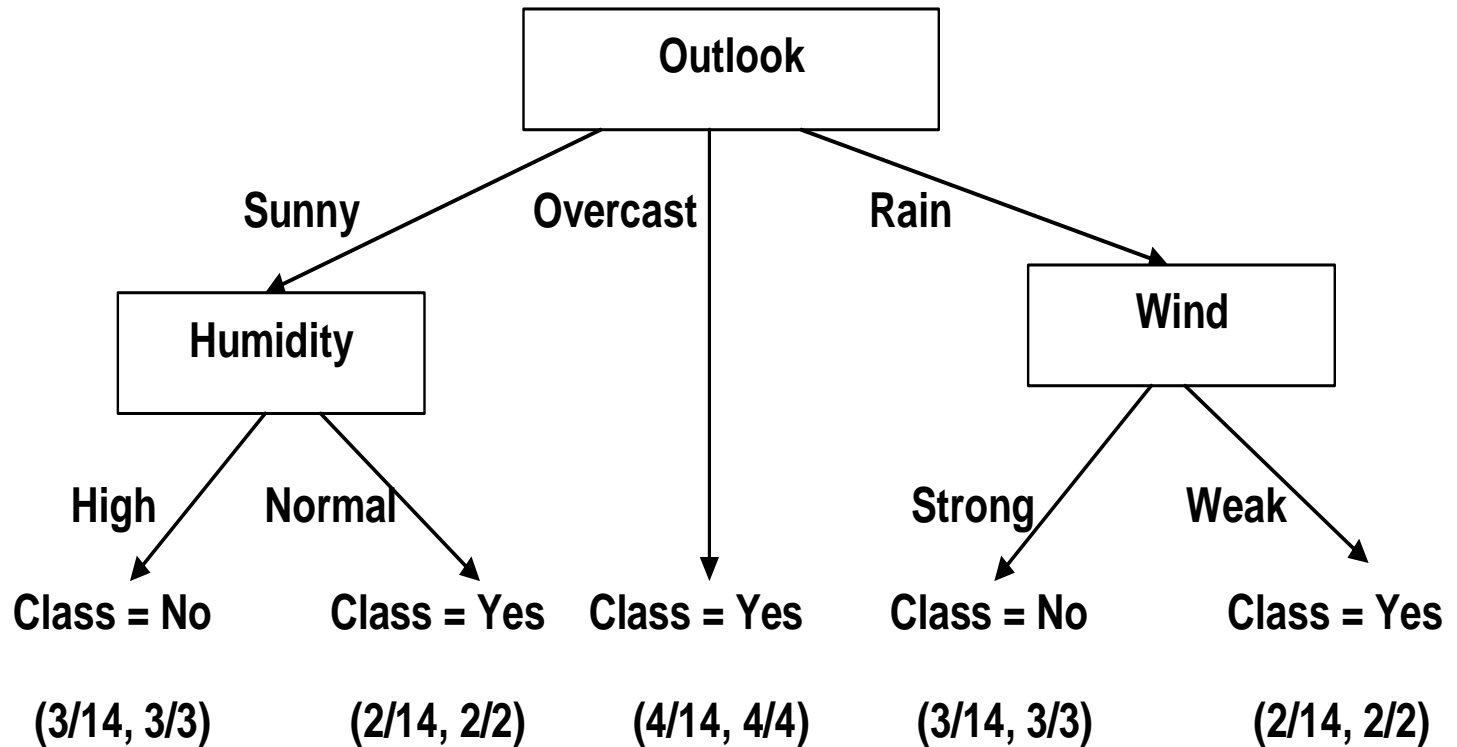 Outlook
Sunny Overcast Rain
Humidity Wind
High Normal Strong Weak
Class = No Class = Yes Class = Yes Class = No Class = Yes
(3/14, 3/3) (2/14, 2/2) (4/14, 4/4) (3/14, 3/3) (2/14, 2/2)